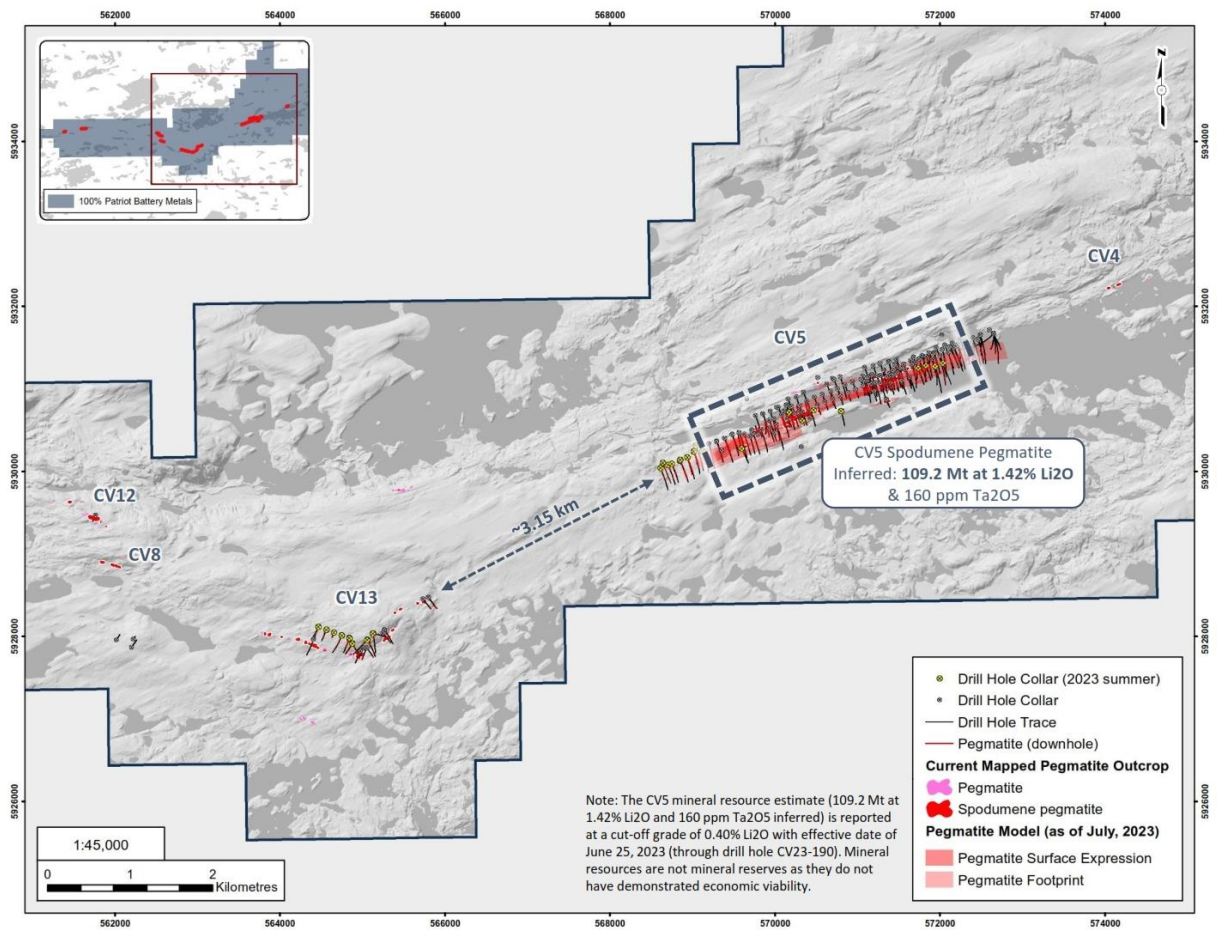 562000
564000
566000
568000
570000
572000
574000
100% Patriot Battery Metals
z
5934000
5934000
CV4
5932000
5932000
CV5
CV5 Spodumene Pegmatite
Inferred: 109.2 Mt at 1.42% Li2O
& 160 ppm Ta2O5
5930000
5930000
CV12
~3.15 km
CV8
CV13
5928000
5928000
Drill Hole Collar (2023 summer)
Drill Hole Collar
Drill Hole Trace
Pegmatite (downhole)
Current Mapped Pegmatite Outcrop
Pegmatite
Spodumene pegmatite
Pegmatite Model (as of July, 2023)
Pegmatite Surface Expression
Pegmatite Footprint
5926000
5926000
Note: The CV5 mineral resource estimate (109.2 Mt at
1.42% Li2O and 160 ppm Ta2O5 inferred) is reported
at a cut-off grade of 0.40% Li2O with effective date of
June 25, 2023 (through drill hole CV23-190). Mineral
resources are not mineral reserves as they do not
have demonstrated economic viability.
1:45,000
0 1 2
Kilometres
562000
564000
566000
568000
570000
572000
574000